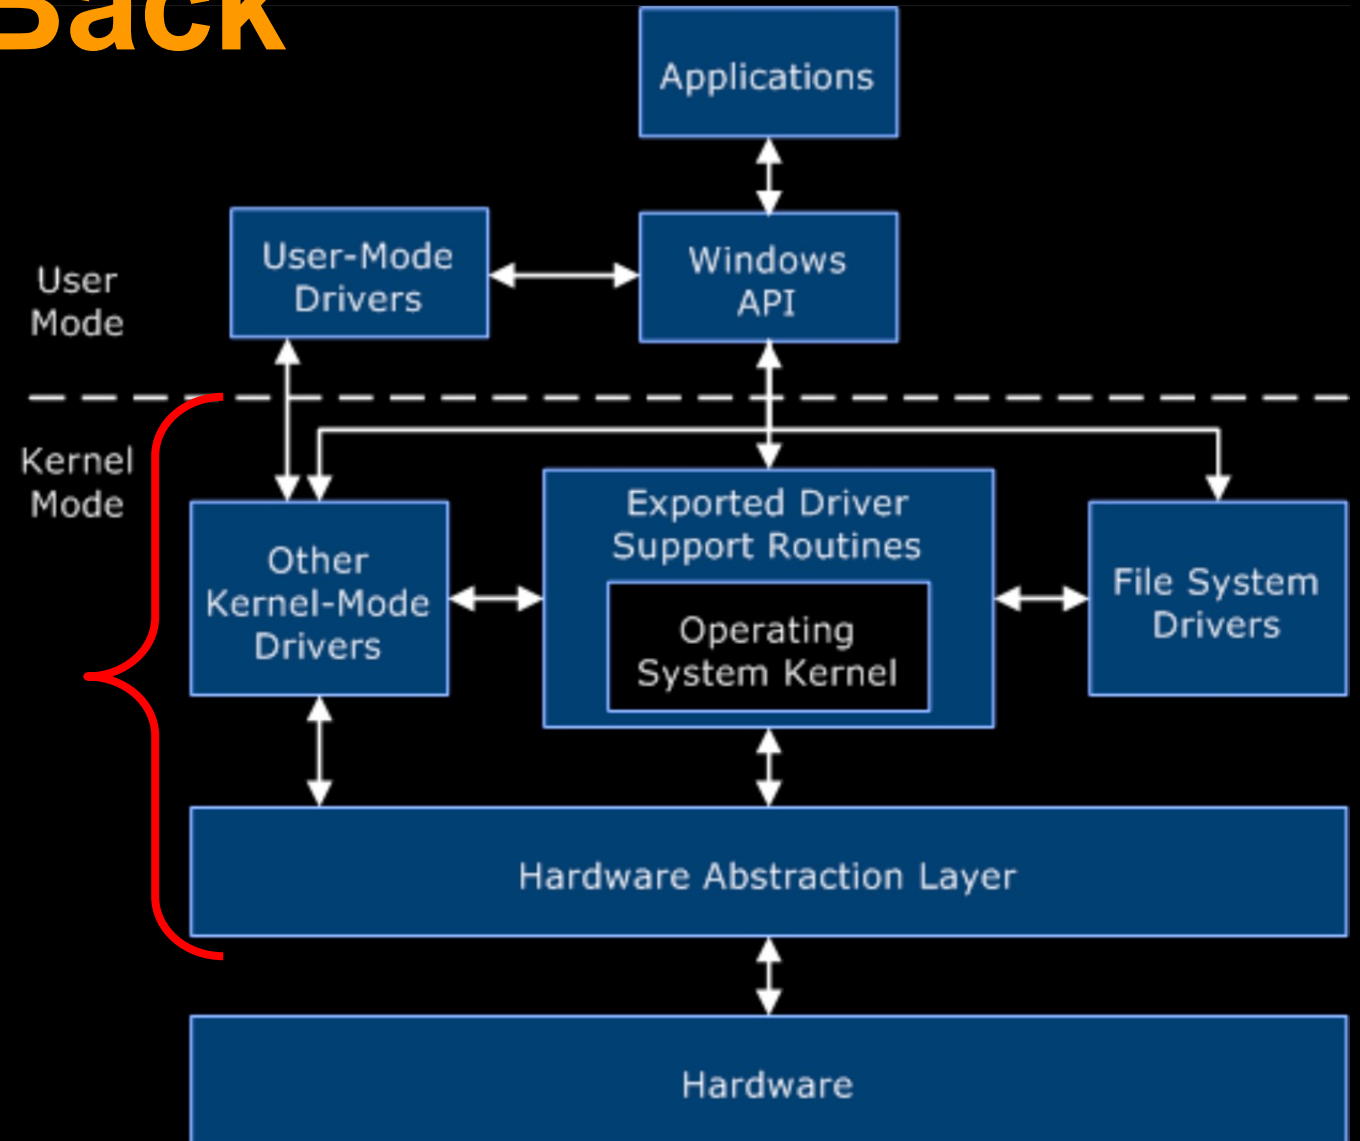 Back
Applications
User-Mode
Drivers
Windows
API
User
Mode
Kernel
Mode
Other
Kernel-Mode
Drivers
Exported Driver
Support Routines
Operating
System Kernel
File System
Drivers
Hardware Abstraction Layer
Hardware